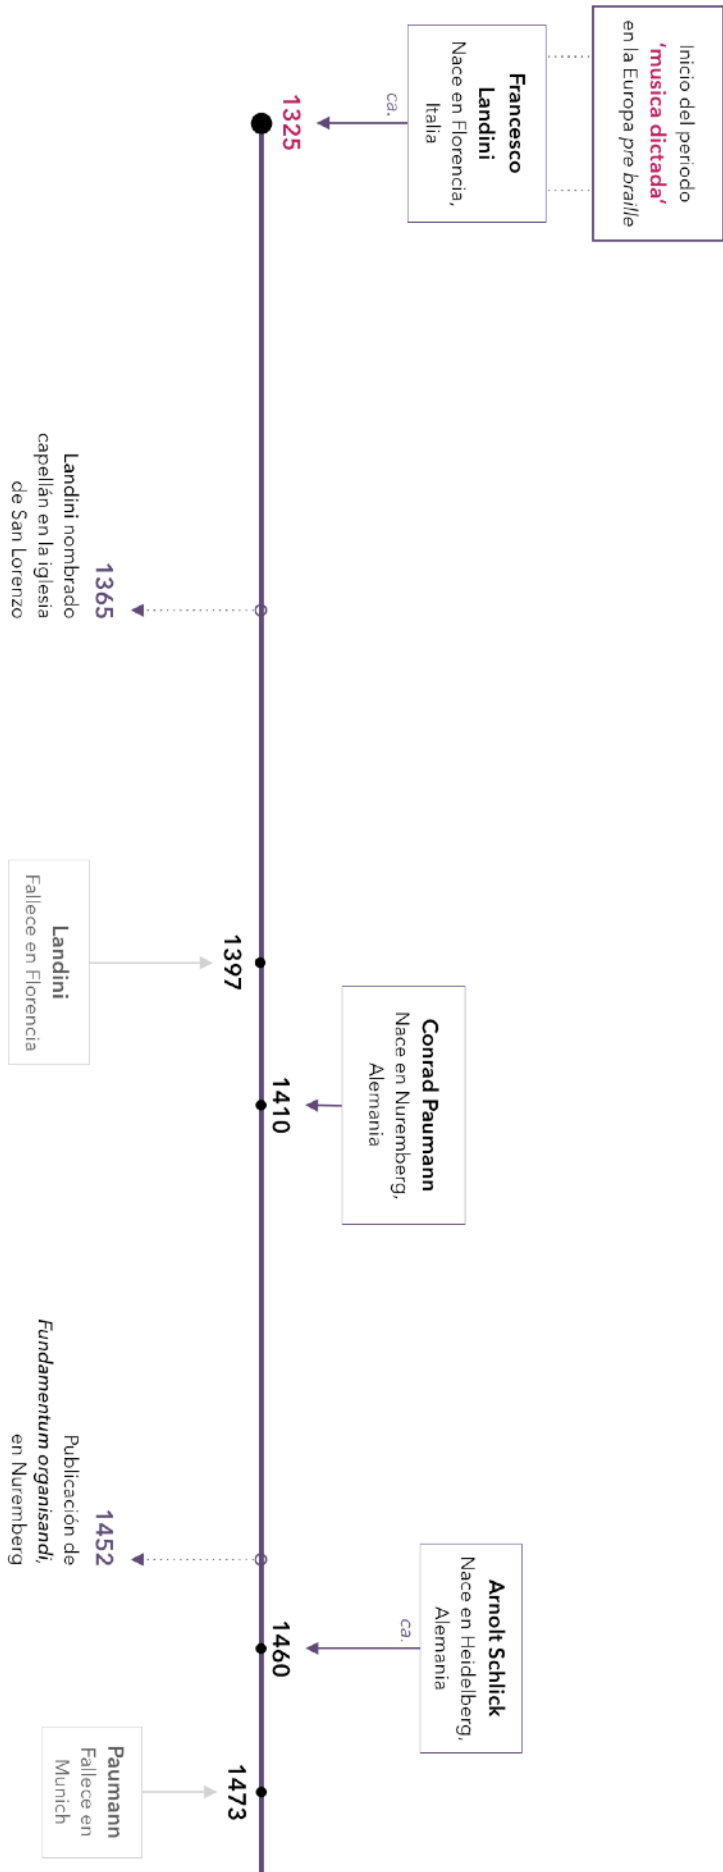 Inicio del periodo
‘musica dictada’
en la Europa pre braille
Francesco
Landini
Nace en Florencia,
Italia
ca.
1325
1365
Landini nombrado
capellán en la iglesia
de San Lorenzo
1397
Landini
Fallece en Florencia
Conrad Paumann
Nace en Nuremberg,
Alemania
1410
1452
Publicación de
Fundamentum organisandi,
en Nuremberg
Arnolt Schlick
Nace en Heidelberg,
Alemania
ca.
1460
1473
Paumann
Fallece en
Munich